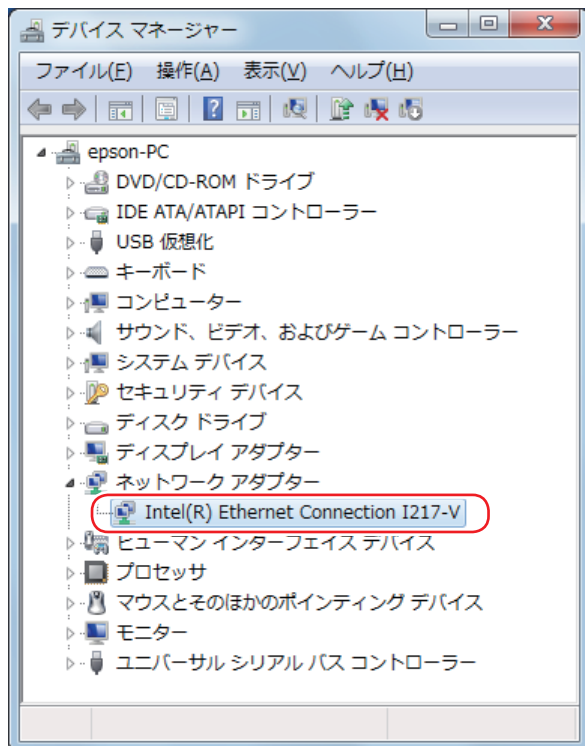 デバイス マネージャー
ファイル(F) 操作(A) 表示(V) ヘルプ(H)
epson-PC
DVD/CD-ROM ドライブ
IDE ATA/ATAPI コントローラー
USB 仮想化
キーボード
コンピューター
サウンド、ビデオ、およびゲーム コントローラー
システム デバイス
セキュリティ デバイス
ディスク ドライブ
ディスプレイ アダプター
ネットワーク アダプター
Intel(R) Ethernet Connection I217-V
ヒューマン インターフェイス デバイス
プロセッサ
マウスとそのほかのポインティング デバイス
モニター
ユニバーサル シリアル バス コントローラー